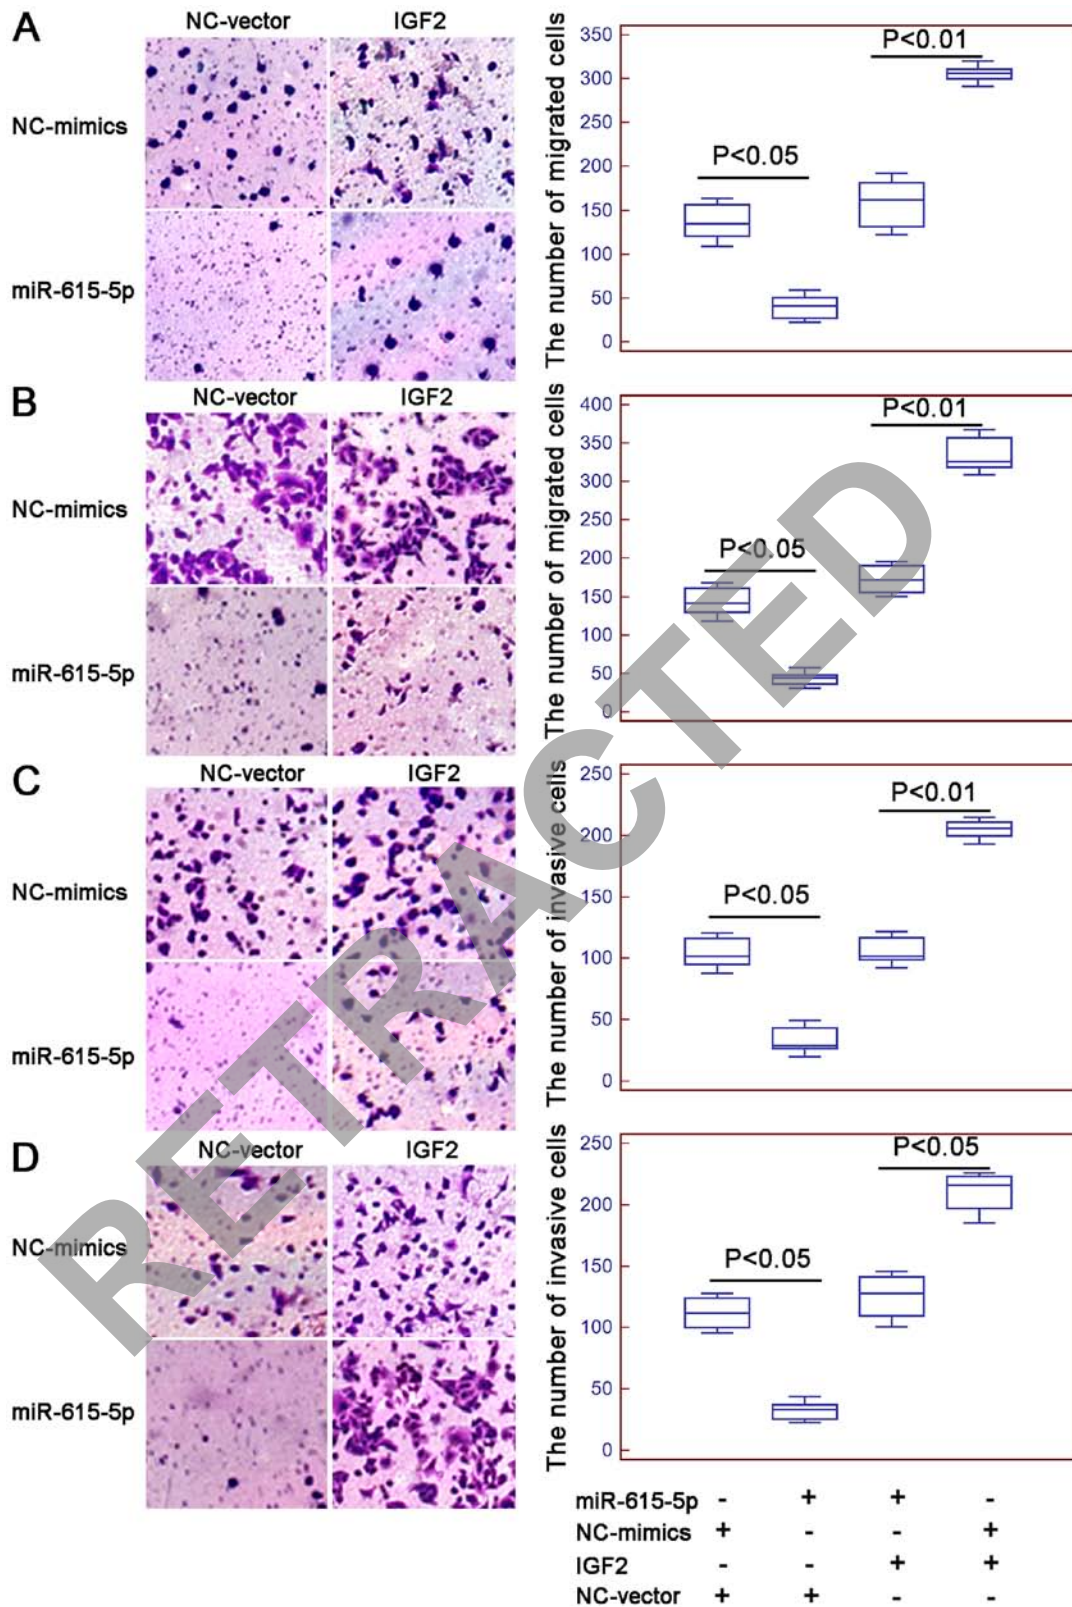 A
NC-vector IGF2
NC-mimics
miR-615-5p
The number of migrated cells
350
300
250
200
150
100
50
0
P<0.05
P<0.01
B
NC-vector IGF2
NC-mimics
miR-615-5p
The number of migrated cells
400
350
300
250
200
150
100
50
0
P<0.05
P<0.01
C
NC-vector IGF2
NC-mimics
miR-615-5p
The number of invasive cells
250
200
150
100
50
0
P<0.05
P<0.01
D
NC-vector IGF2
NC-mimics
miR-615-5p
The number of invasive cells
250
200
150
100
50
0
P<0.05
P<0.05
miR-615-5p - + + -
NC-mimics + - - +
IGF2 - - + +
NC-vector + + - -
RETRACTED